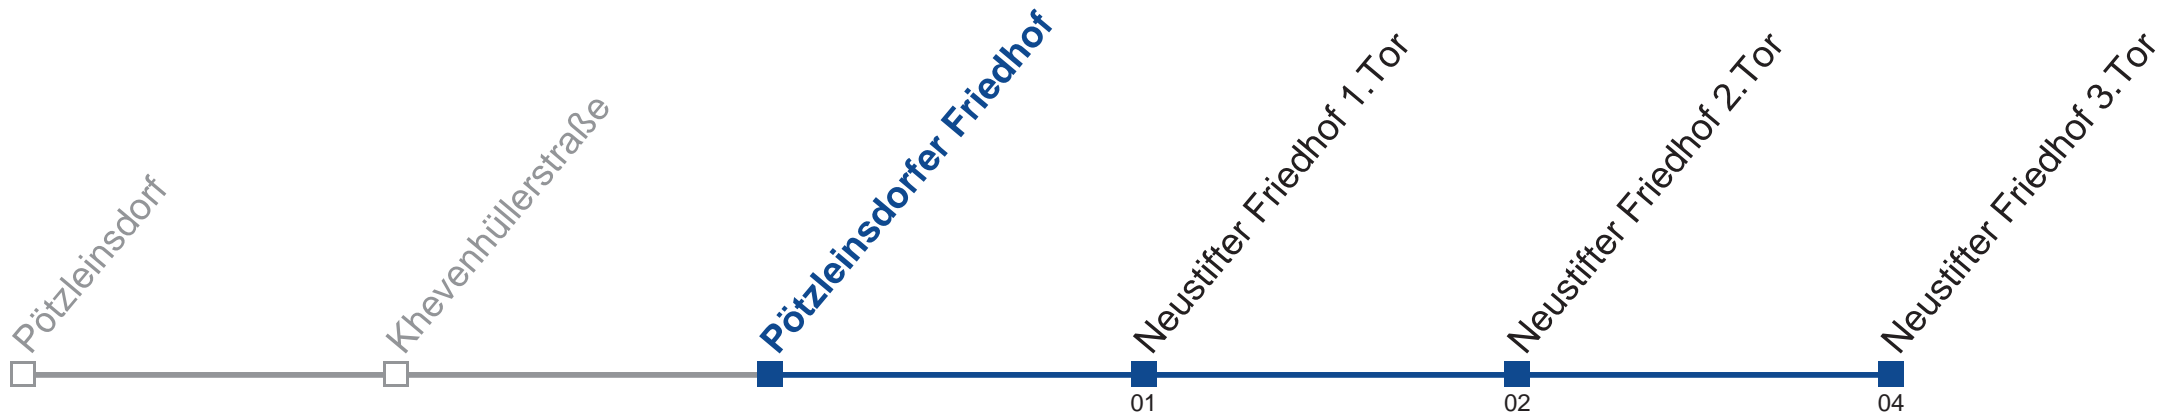 Pötzleinsdorf
Khevenhüllerstraße
Pötzleinsdorfer Friedhof
Neustifter Friedhof 1.Tor
Neustifter Friedhof 2.Tor
Neustifter Friedhof 3.Tor
01
02
04